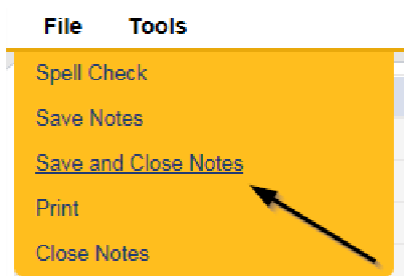 File Tools
Spell Check
Save Notes
Save and Close Notes
Print
Close Notes